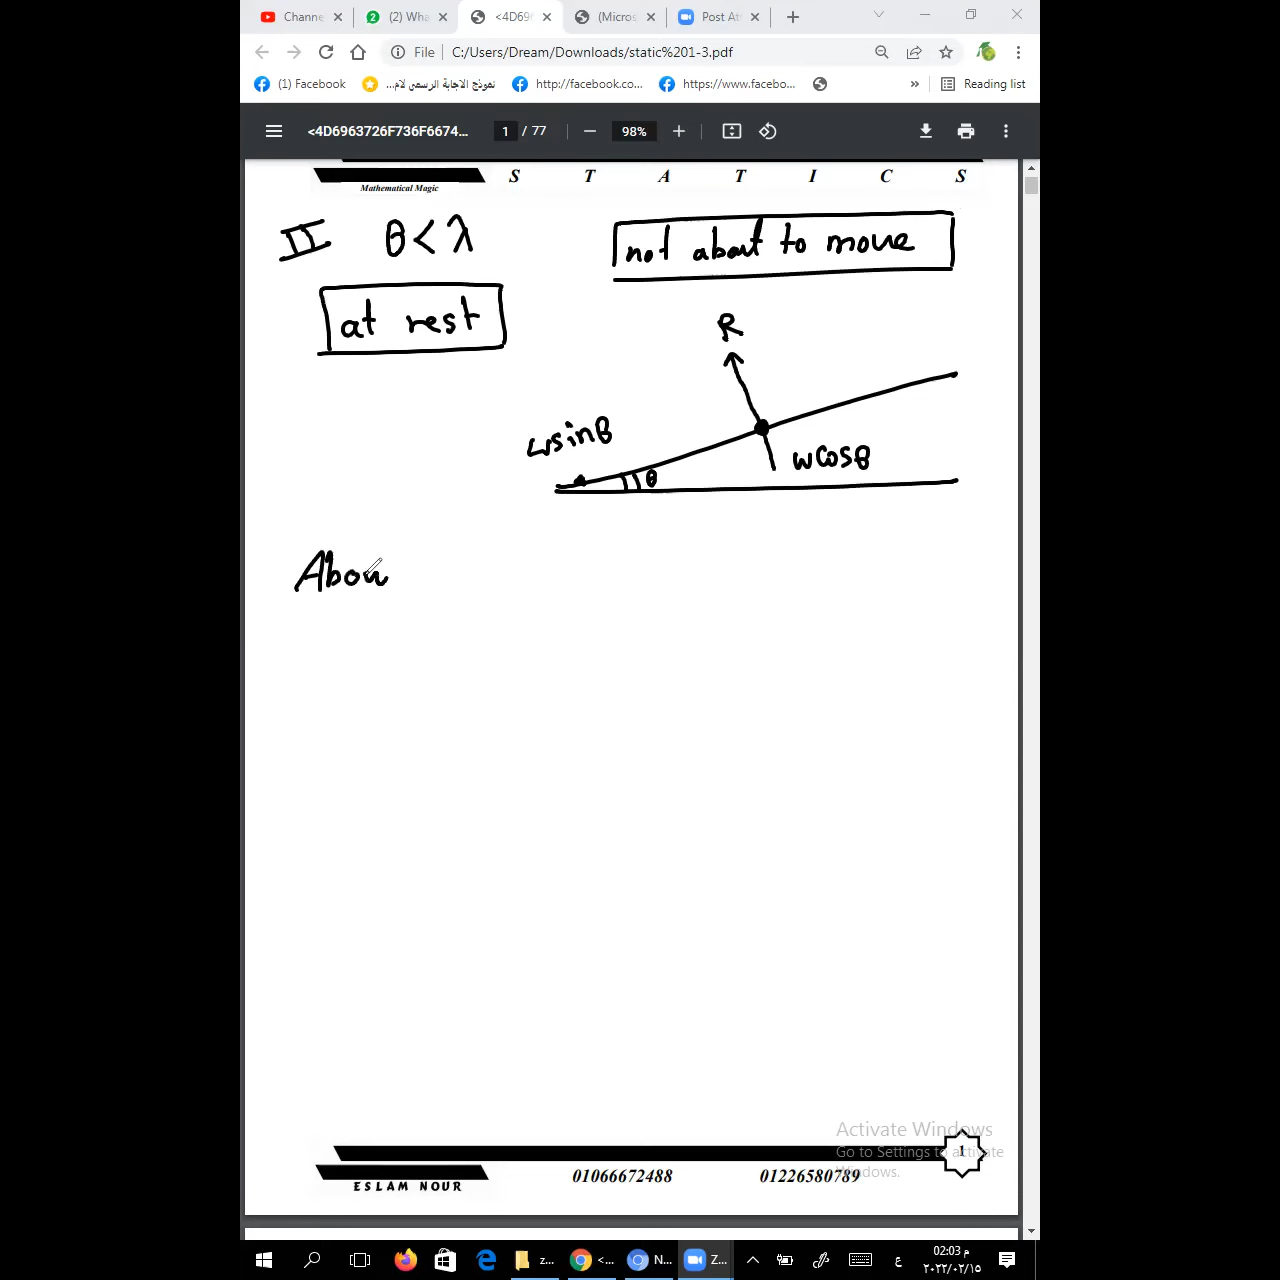 Channe
(2) Wha
<4D69
(Micros
Post At
File
C:/Users/Dream/Downloads/static%201-3.pdf
(1) Facebook
نموذج الاجابة الرسمى لام...
http://facebook.co...
https://www.facebo...
»
Reading list
<4D6963726F736F6674...
1 / 77
98%
Mathematical Magic
S T A T I C S
II θ < λ
not about to move
at rest
R
wsinθ
wcosθ
θ
Abou
Activate Windows
Go to Settings to activate
Windows.
1
ESLAM NOUR
01066672488
01226580789
z...
<...
N...
Z...
ع
02:03 م
٢٠٢٢/٠٢/١٥